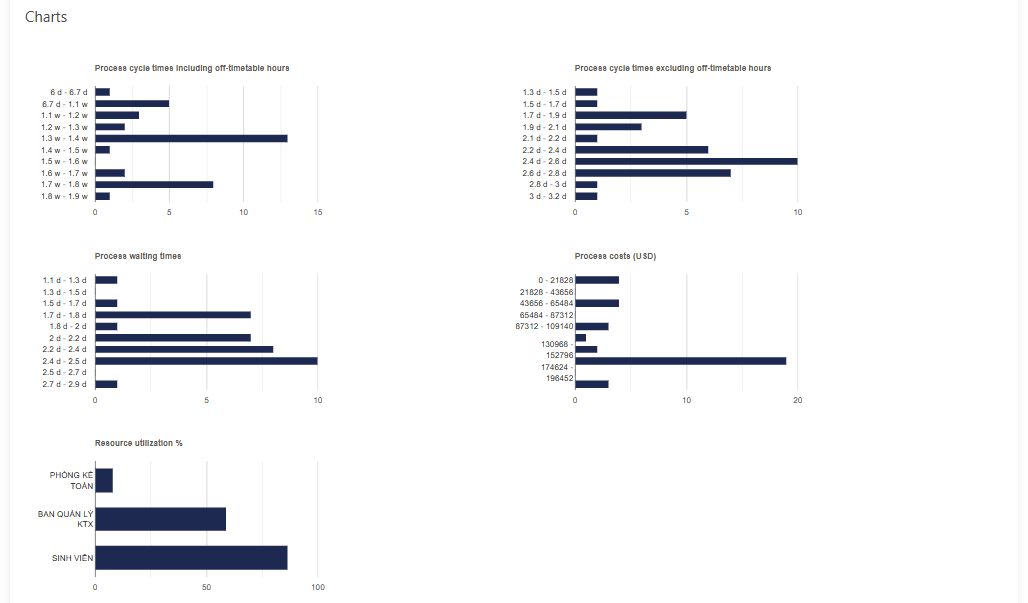 Charts
Process cycle times including off-timetable hours
6 d - 6.7 d
6.7 d - 1.1 w
1.1 w - 1.2 w
1.2 w - 1.3 w
1.3 w - 1.4 w
1.4 w - 1.5 w
1.5 w - 1.6 w
1.6 w - 1.7 w
1.7 w - 1.8 w
1.8 w - 1.9 w
0 5 10 15
Process cycle times excluding off-timetable hours
1.3 d - 1.5 d
1.5 d - 1.7 d
1.7 d - 1.9 d
1.9 d - 2.1 d
2.1 d - 2.2 d
2.2 d - 2.4 d
2.4 d - 2.6 d
2.6 d - 2.8 d
2.8 d - 3 d
3 d - 3.2 d
0 5 10
Process waiting times
1.1 d - 1.3 d
1.3 d - 1.5 d
1.5 d - 1.7 d
1.7 d - 1.8 d
1.8 d - 2 d
2 d - 2.2 d
2.2 d - 2.4 d
2.4 d - 2.5 d
2.5 d - 2.7 d
2.7 d - 2.9 d
0 5 10
Process costs (USD)
0 - 21828
21828 - 43656
43656 - 65484
65484 - 87312
87312 - 109140
130968 -
152796
174624 -
196452
0 10 20
Resource utilization %
PHÒNG KẾ
TOÁN
BAN QUẢN LÝ
KTX
SINH VIÊN
0 50 100